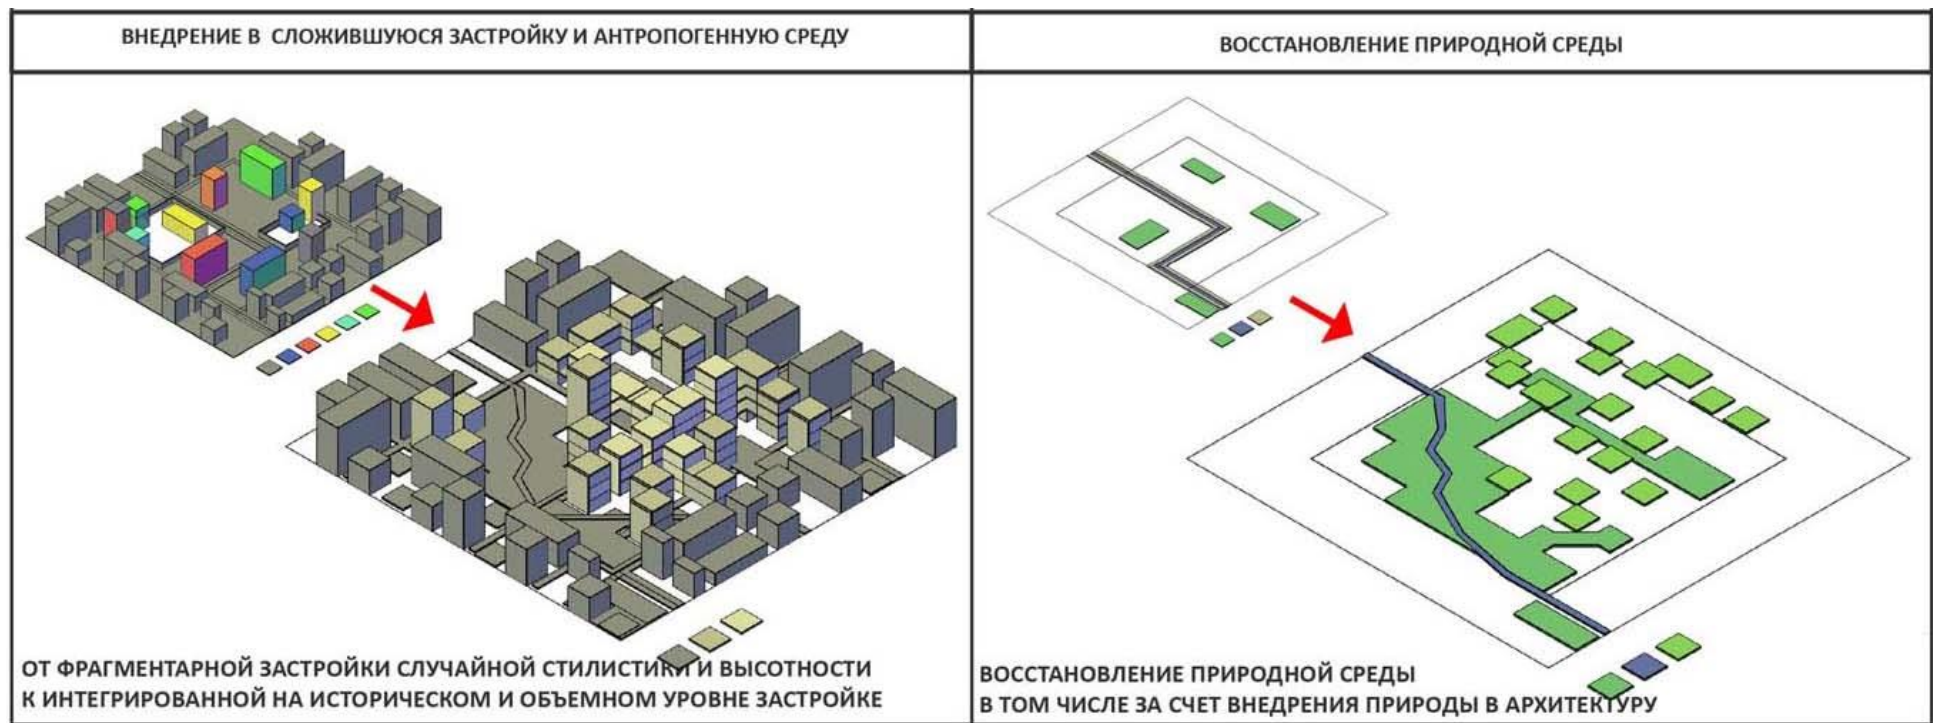 ВНЕДРЕНИЕ В СЛОЖИВШУЮСЯ ЗАСТРОЙКУ И АНТРОПОГЕННУЮ СРЕДУ
ВОССТАНОВЛЕНИЕ ПРИРОДНОЙ СРЕДЫ
ОТ ФРАГМЕНТАРНОЙ ЗАСТРОЙКИ СЛУЧАЙНОЙ СТИЛИСТИКИ И ВЫСОТНОСТИ
К ИНТЕГРИРОВАННОЙ НА ИСТОРИЧЕСКОМ И ОБЪЕМНОМ УРОВНЕ ЗАСТРОЙКЕ
ВОССТАНОВЛЕНИЕ ПРИРОДНОЙ СРЕДЫ
В ТОМ ЧИСЛЕ ЗА СЧЕТ ВНЕДРЕНИЯ ПРИРОДЫ В АРХИТЕКТУРУ